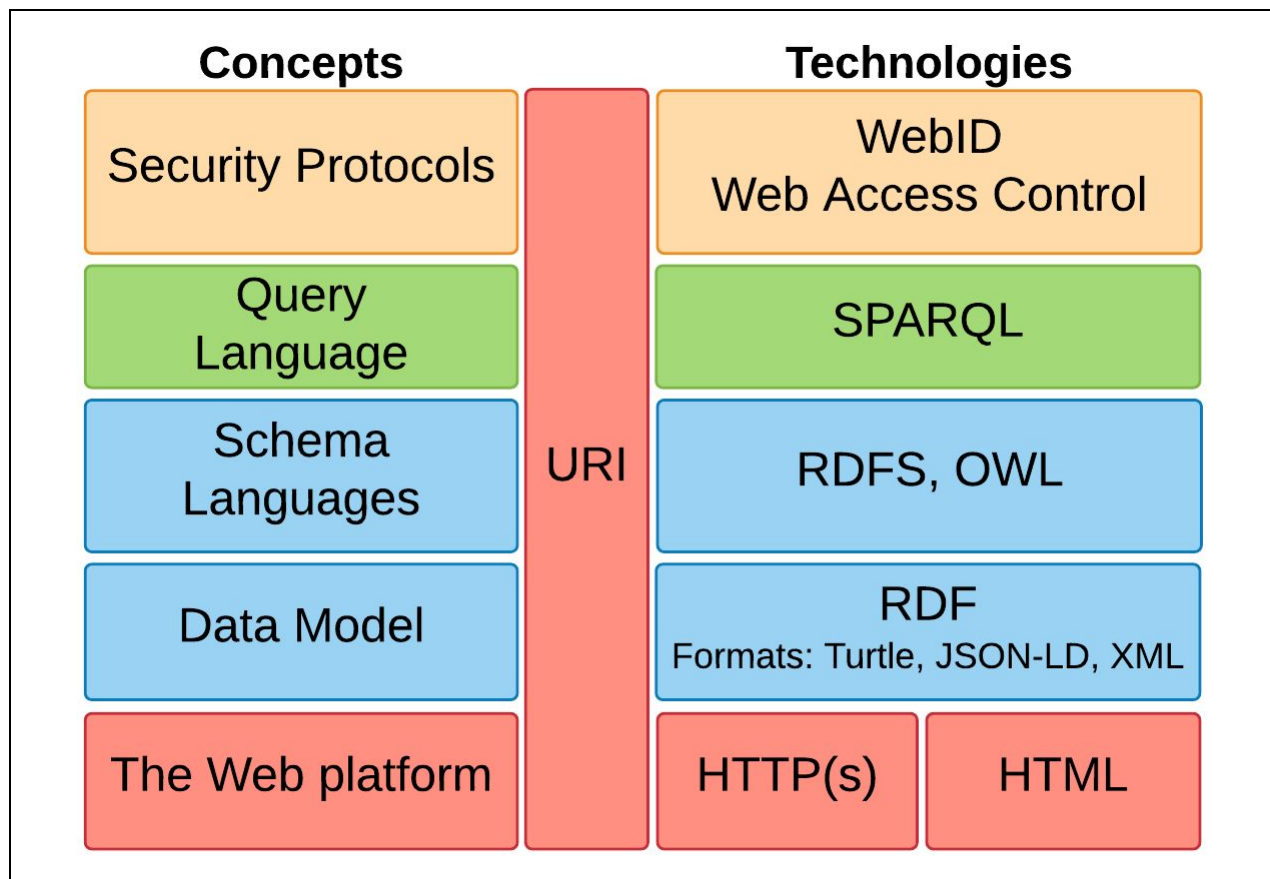 Concepts
Technologies
Security Protocols
WebID
Web Access Control
Query
Language
SPARQL
Schema
Languages
URI
RDFS, OWL
Data Model
RDF
Formats: Turtle, JSON-LD, XML
The Web platform
HTTP(s)
HTML